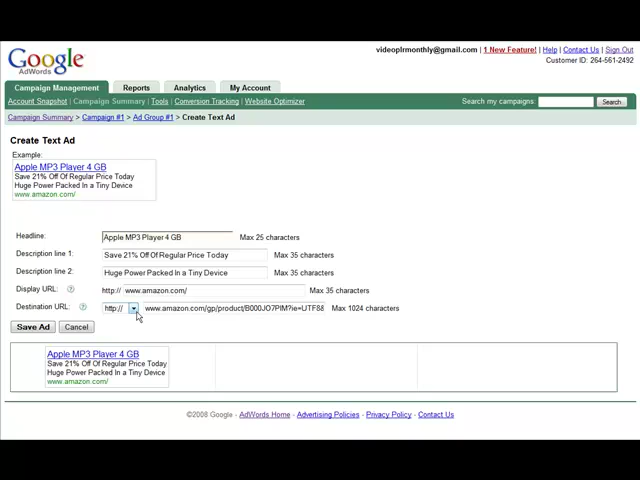 videoplrmonthly@gmail.com | 1 New Feature! | Help | Contact Us | Sign Out
Google
AdWords
Customer ID: 264-561-2492
Campaign Management Reports Analytics My Account
Account Snapshot | Campaign Summary | Tools | Conversion Tracking | Website Optimizer Search my campaigns: Search
Campaign Summary > Campaign #1 > Ad Group #1 > Create Text Ad
Create Text Ad
Example:
Apple MP3 Player 4 GB
Save 21% Off Of Regular Price Today
Huge Power Packed In a Tiny Device
www.amazon.com/
Headline: Apple MP3 Player 4 GB Max 25 characters
Description line 1: Save 21% Off Of Regular Price Today Max 35 characters
Description line 2: Huge Power Packed In a Tiny Device Max 35 characters
Display URL: ? http:// www.amazon.com/ Max 35 characters
Destination URL: ? http:// www.amazon.com/gp/product/B000JO7PIM?ie=UTF8& Max 1024 characters
Save Ad Cancel
Apple MP3 Player 4 GB
Save 21% Off Of Regular Price Today
Huge Power Packed In a Tiny Device
www.amazon.com/
©2008 Google - AdWords Home - Advertising Policies - Privacy Policy - Contact Us